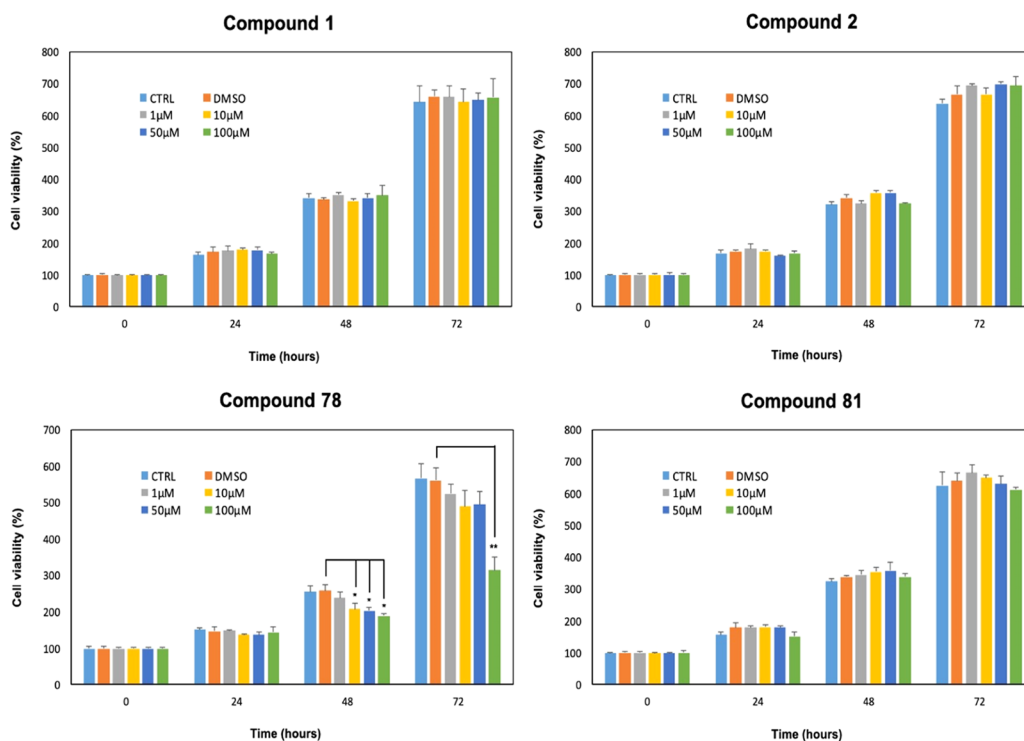 Compound 1
800
700
600
500
400
300
200
100
0
Cell viability (%)
CTRL DMSO
1µM 10µM
50µM 100µM
0 24 48 72
Time (hours)
Compound 2
800
700
600
500
400
300
200
100
0
Cell viability (%)
CTRL DMSO
1µM 10µM
50µM 100µM
0 24 48 72
Time (hours)
Compound 78
700
600
500
400
300
200
100
0
Cell viability (%)
CTRL DMSO
1µM 10µM
50µM 100µM
**
* * *
0 24 48 72
Time (hours)
Compound 81
800
700
600
500
400
300
200
100
0
Cell viability (%)
CTRL DMSO
1µM 10µM
50µM 100µM
0 24 48 72
Time (hours)